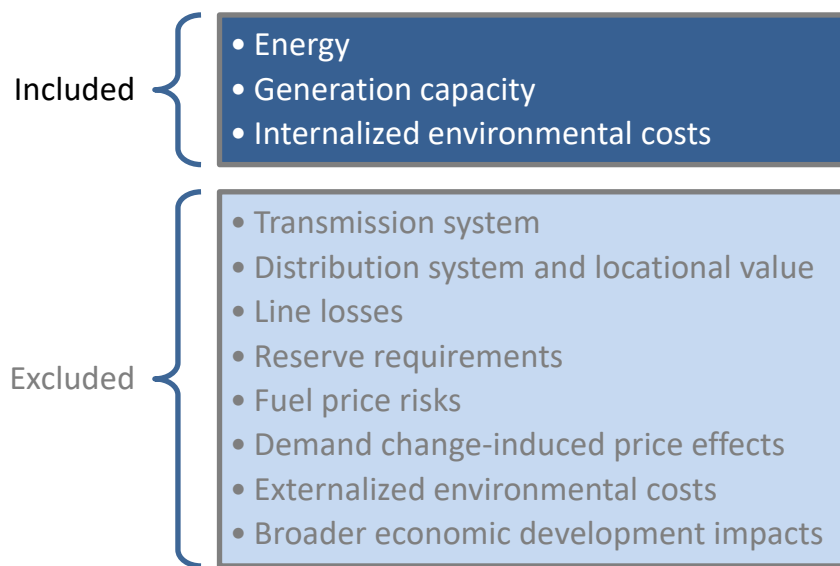 Included
• Energy
• Generation capacity
• Internalized environmental costs
Excluded
• Transmission system
• Distribution system and locational value
• Line losses
• Reserve requirements
• Fuel price risks
• Demand change-induced price effects
• Externalized environmental costs
• Broader economic development impacts